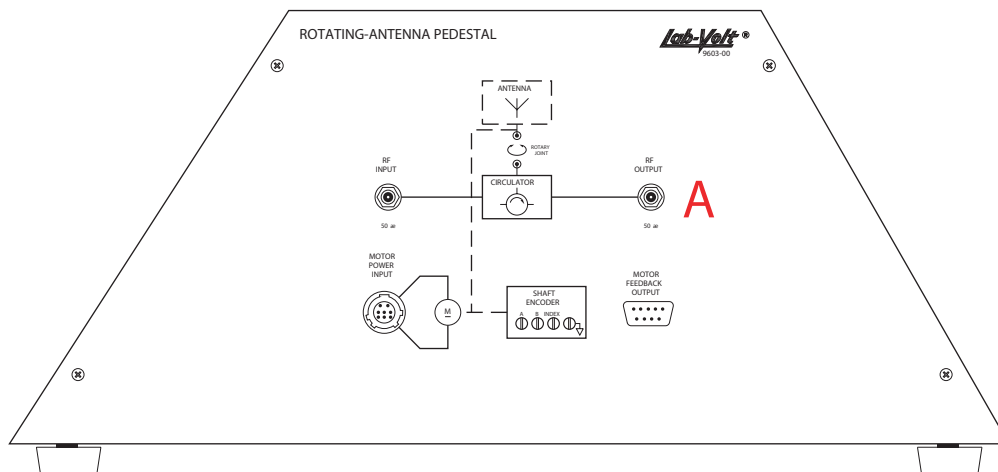 ROTATING-ANTENNA PEDESTAL
Lab-Volt ®
9603-00
ANTENNA
ROTARY
JOINT
RF
INPUT
RF
OUTPUT
A
CIRCULATOR
50 æ
50 æ
MOTOR
POWER
INPUT
M
SHAFT
ENCODER
A B INDEX
MOTOR
FEEDBACK
OUTPUT